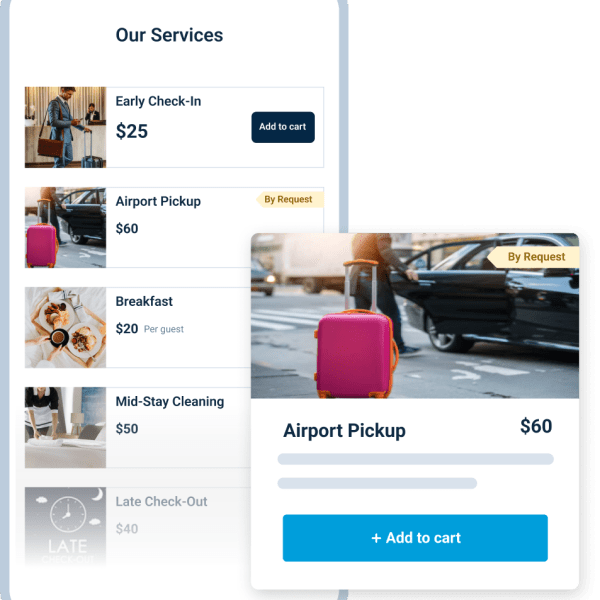 Our Services
Early Check-In
$25
Add to cart
Airport Pickup
By Request
$60
Breakfast
$20 Per guest
Mid-Stay Cleaning
$50
Late Check-Out
$40
LATE
By Request
Airport Pickup
$60
+ Add to cart